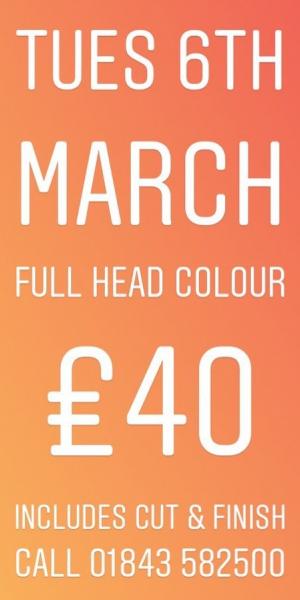 TUES 6TH
MARCH
FULL HEAD COLOUR
£40
INCLUDES CUT & FINISH
CALL 01843 582500